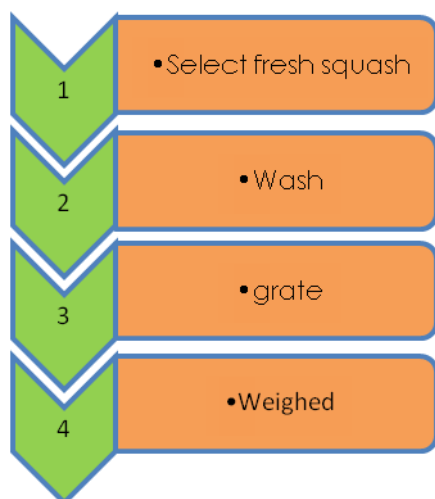 1
•Select fresh squash
2
•Wash
3
•grate
4
•Weighed